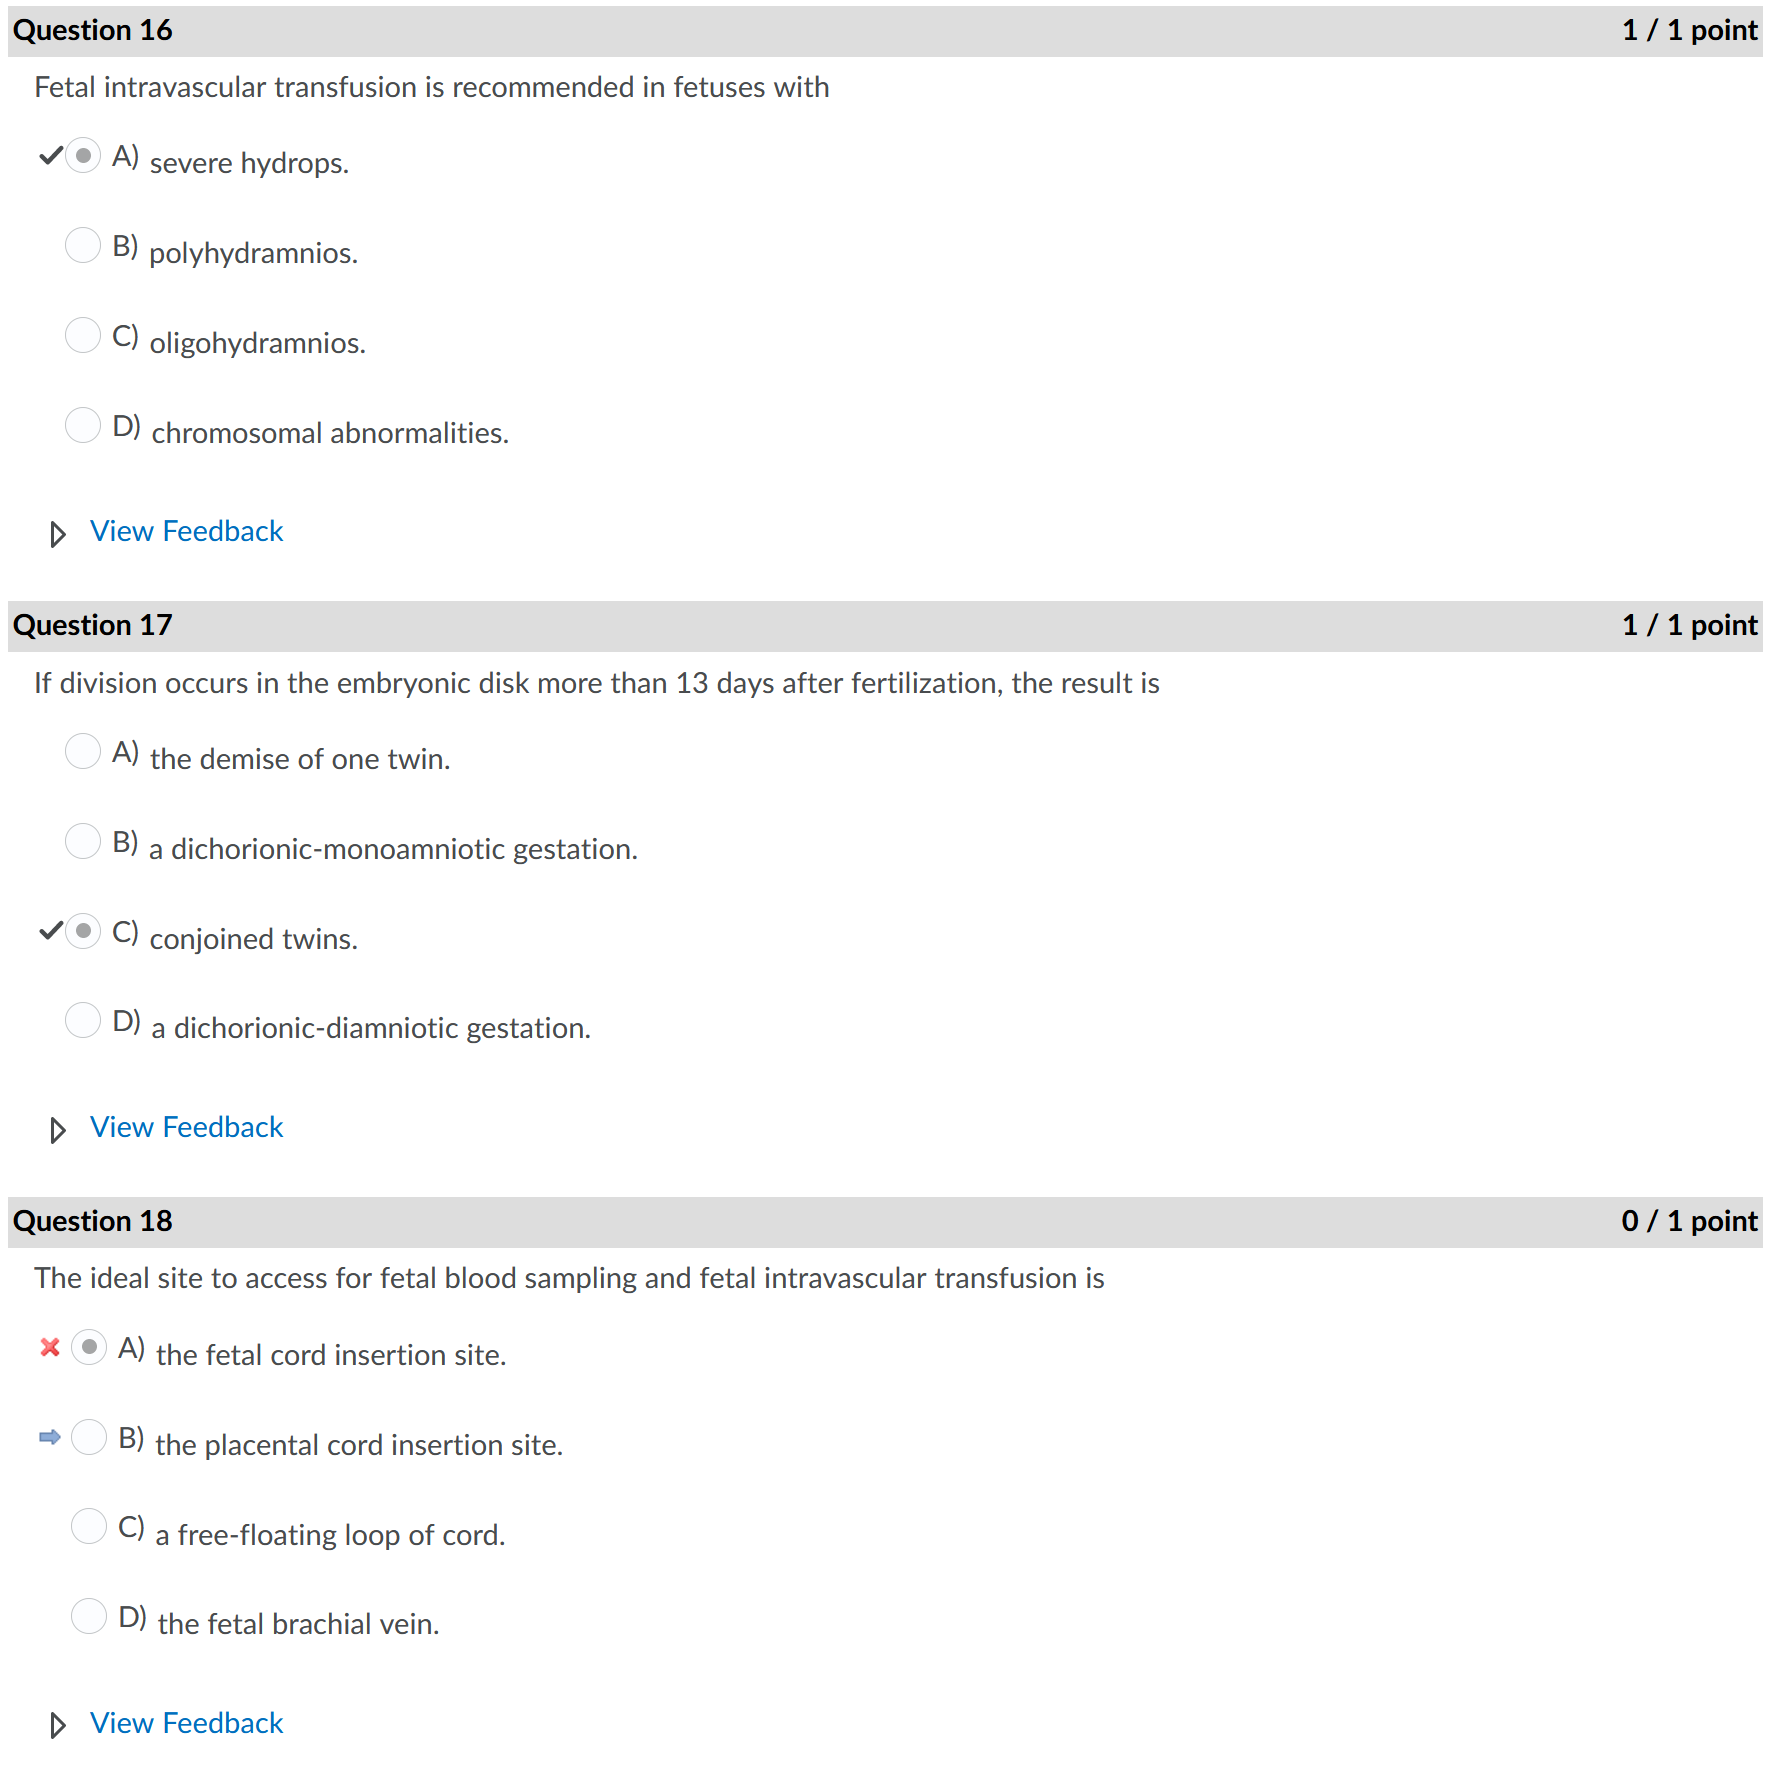 Question 16 1 / 1 point
Fetal intravascular transfusion is recommended in fetuses with
A) severe hydrops.
B) polyhydramnios.
C) oligohydramnios.
D) chromosomal abnormalities.
View Feedback
Question 17 1 / 1 point
If division occurs in the embryonic disk more than 13 days after fertilization, the result is
A) the demise of one twin.
B) a dichorionic-monoamniotic gestation.
C) conjoined twins.
D) a dichorionic-diamniotic gestation.
View Feedback
Question 18 0 / 1 point
The ideal site to access for fetal blood sampling and fetal intravascular transfusion is
A) the fetal cord insertion site.
B) the placental cord insertion site.
C) a free-floating loop of cord.
D) the fetal brachial vein.
View Feedback